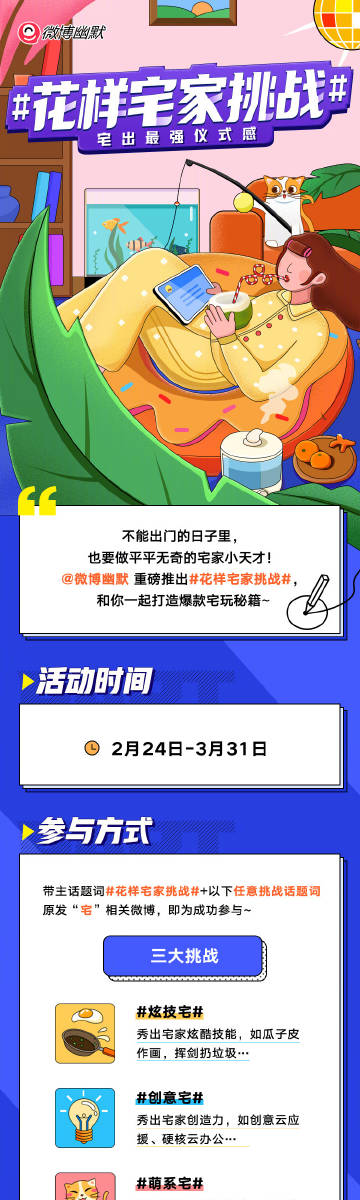 微博幽默
#花样宅家挑战#
宅出最强仪式感
不能出门的日子里，
也要做平平无奇的宅家小天才！
@微博幽默 重磅推出#花样宅家挑战#，
和你一起打造爆款宅玩秘籍~
活动时间
2月24日-3月31日
参与方式
带主话题词#花样宅家挑战#+以下任意挑战话题词
原发“宅”相关微博，即为成功参与~
三大挑战
#炫技宅#
秀出宅家炫酷技能，如瓜子皮
作画，挥剑扔垃圾…
#创意宅#
秀出宅家创造力，如创意云应
援、硬核云办公…
#萌系宅#